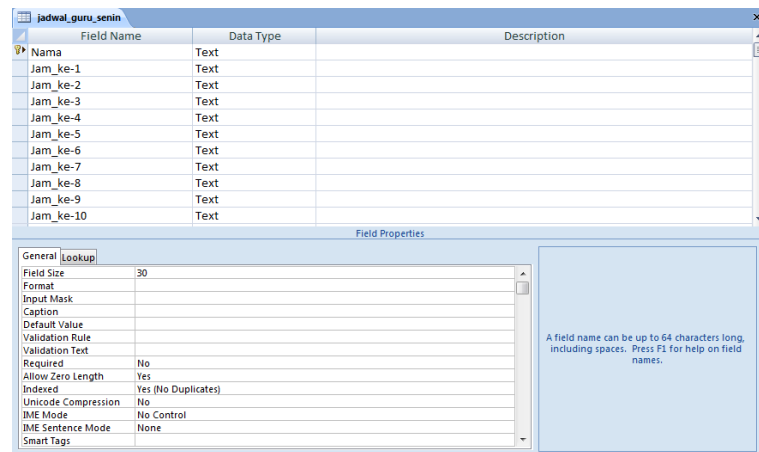 jadwal_guru_senin
Field Name Data Type Description
Nama Text
Jam_ke-1 Text
Jam_ke-2 Text
Jam_ke-3 Text
Jam_ke-4 Text
Jam_ke-5 Text
Jam_ke-6 Text
Jam_ke-7 Text
Jam_ke-8 Text
Jam_ke-9 Text
Jam_ke-10 Text
Field Properties
General Lookup
Field Size 30
Format
Input Mask
Caption
Default Value
Validation Rule
Validation Text
Required No
Allow Zero Length Yes
Indexed Yes (No Duplicates)
Unicode Compression No
IME Mode No Control
IME Sentence Mode None
Smart Tags
A field name can be up to 64 characters long,
including spaces. Press F1 for help on field
names.